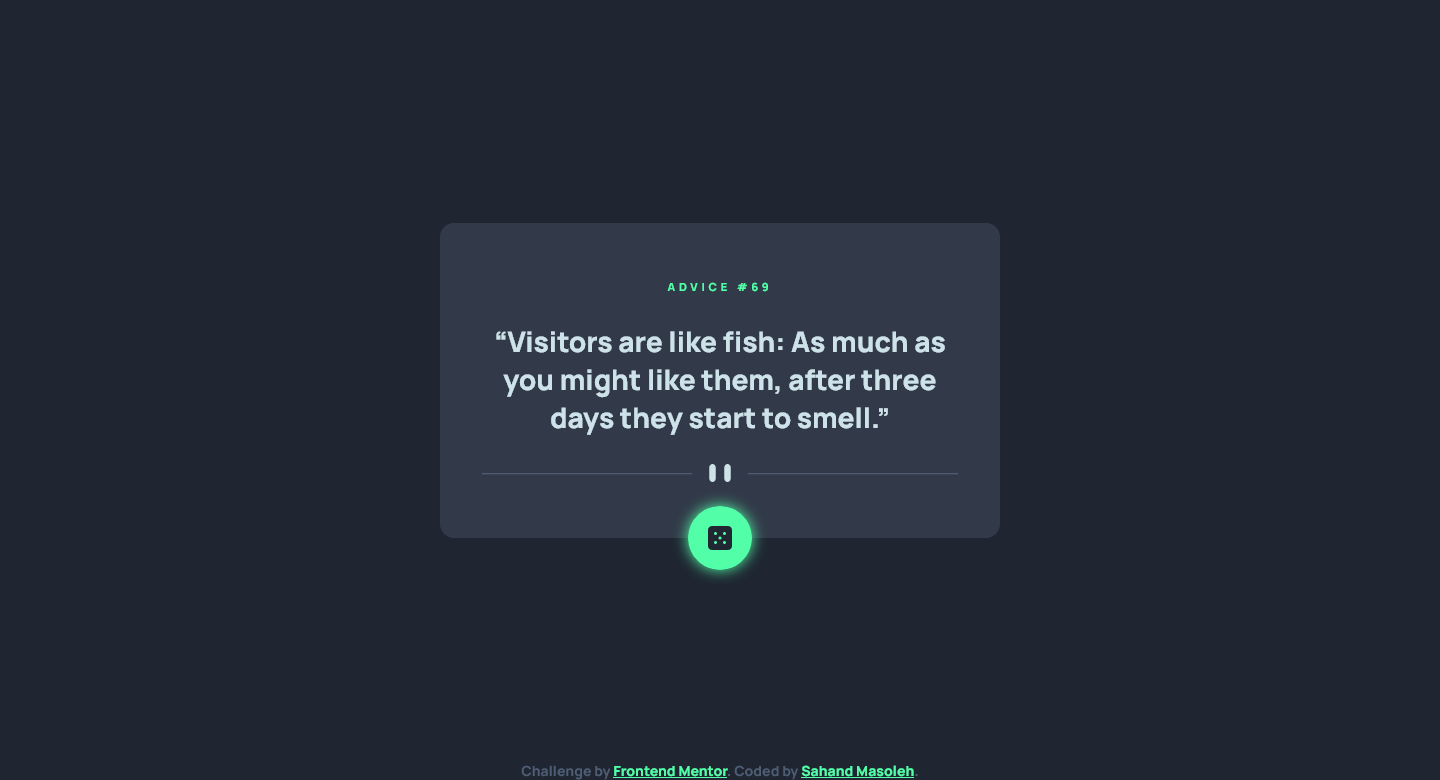 ADVICE #69
“Visitors are like fish: As much as
you might like them, after three
days they start to smell.”
Challenge by Frontend Mentor. Coded by Sahand Masoleh.